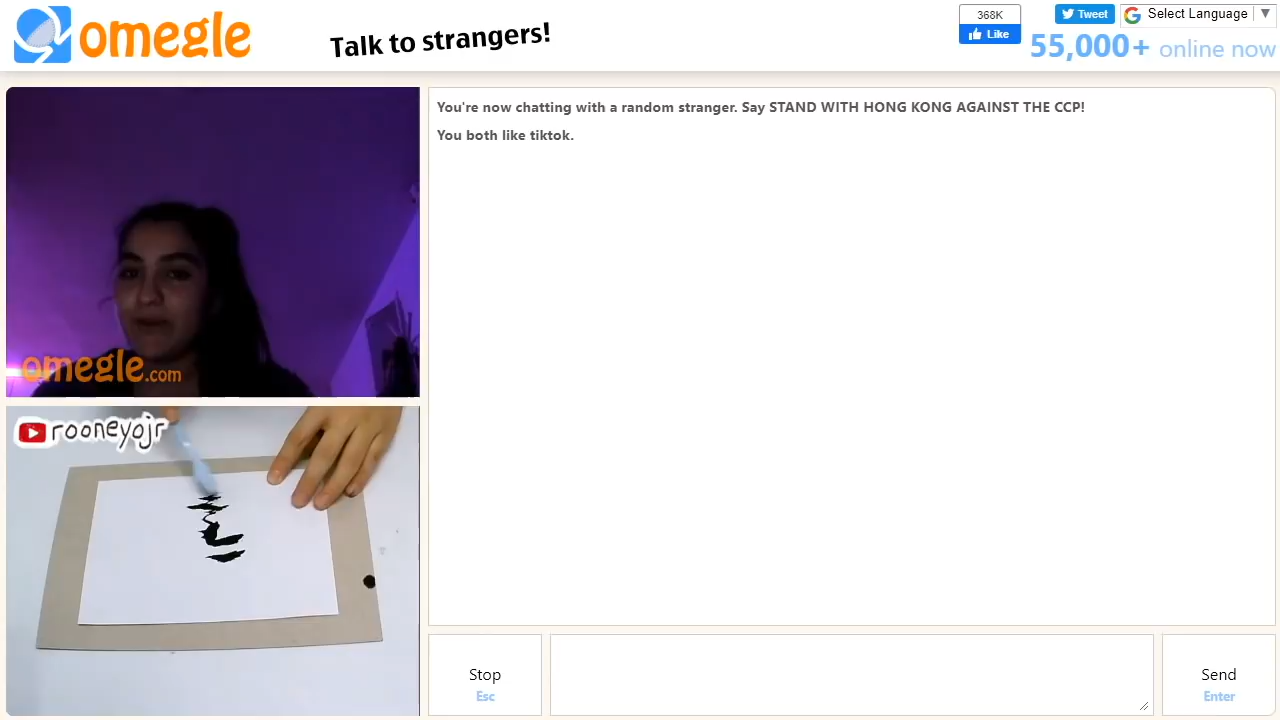 omegle
Talk to strangers!
368K
Like
Tweet
Select Language
55,000+ online now
You're now chatting with a random stranger. Say STAND WITH HONG KONG AGAINST THE CCP!
You both like tiktok.
omegle.com
rooneyojr
Stop
Esc
Send
Enter